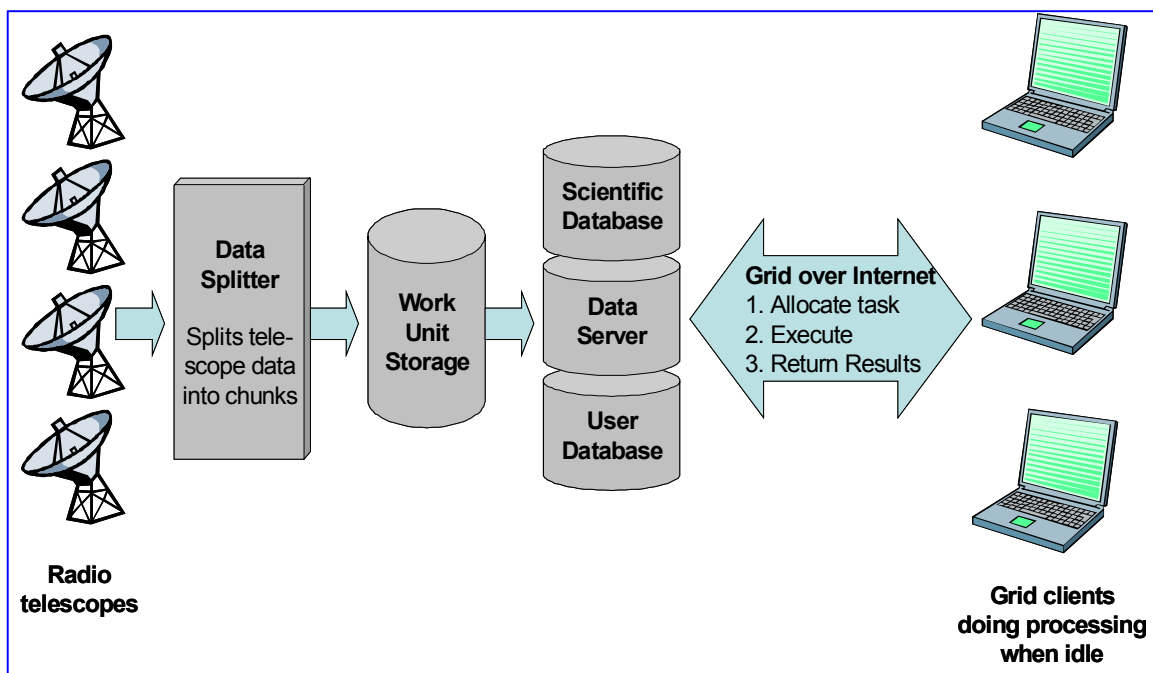 Radio
telescopes
Data
Splitter
Splits tele-
scope data
into chunks
Work
Unit
Storage
Scientific
Database
Data
Server
User
Database
Grid over Internet
1. Allocate task
2. Execute
3. Return Results
Grid clients
doing processing
when idle